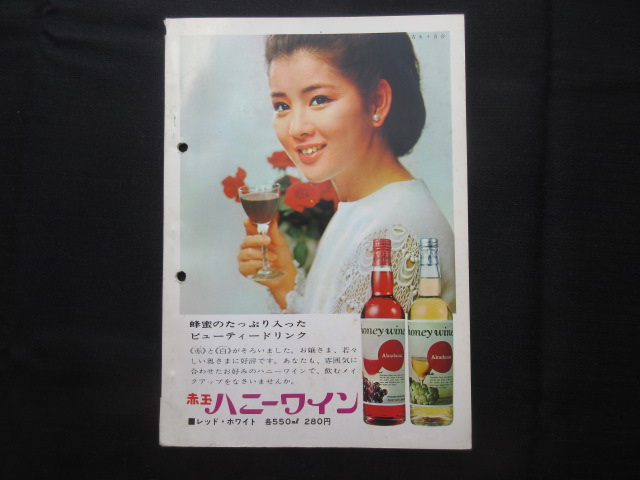 蜂蜜のたっぷり入った
ビューティードリンク
《赤》と《白》がそろいました。お嬢さま、若々
しい奥さまに好評です。あなたも、雰囲気に
合わせたお好みのハニーワインで、飲むメイ
クアップをなさいませんか。
赤玉ハニーワイン
■レッド・ホワイト 各550㎖ 280円
honey wine
Akadama
honey wine
Akadama